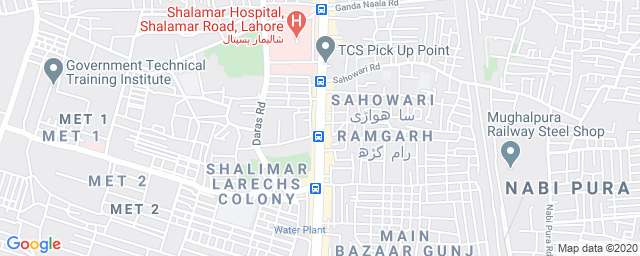 Ganda Naala Rd
Shalamar Hospital,
Shalamar Road, Lahore
شالیمار ہسپتال
TCS Pick Up Point
Government Technical
Training Institute
Sahowari Rd
SAHOWARI
سا هواڑی
Daras Rd
MET 1
MET 1
Mughalpura
Railway Steel Shop
RAMGARH
رام گڑھ
SHALIMAR
LARECHS
COLONY
MET 2
MET 2
NABI PURA
Nabi Pura Rd
Water Plant
MAIN
BAZAAR GUNJ
Google
Map data ©2020